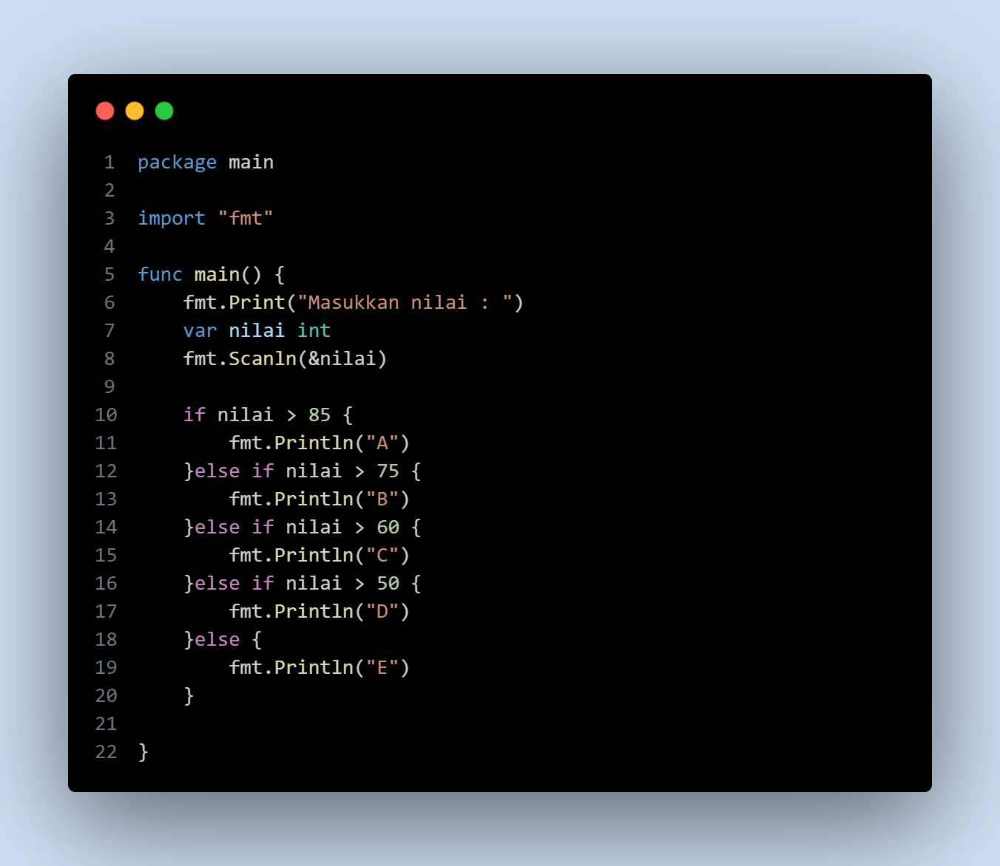 1 package main
2
3 import "fmt"
4
5 func main() {
6     fmt.Print("Masukkan nilai : ")
7     var nilai int
8     fmt.Scanln(&nilai)
9
10     if nilai > 85 {
11         fmt.Println("A")
12     }else if nilai > 75 {
13         fmt.Println("B")
14     }else if nilai > 60 {
15         fmt.Println("C")
16     }else if nilai > 50 {
17         fmt.Println("D")
18     }else {
19         fmt.Println("E")
20     }
21
22 }